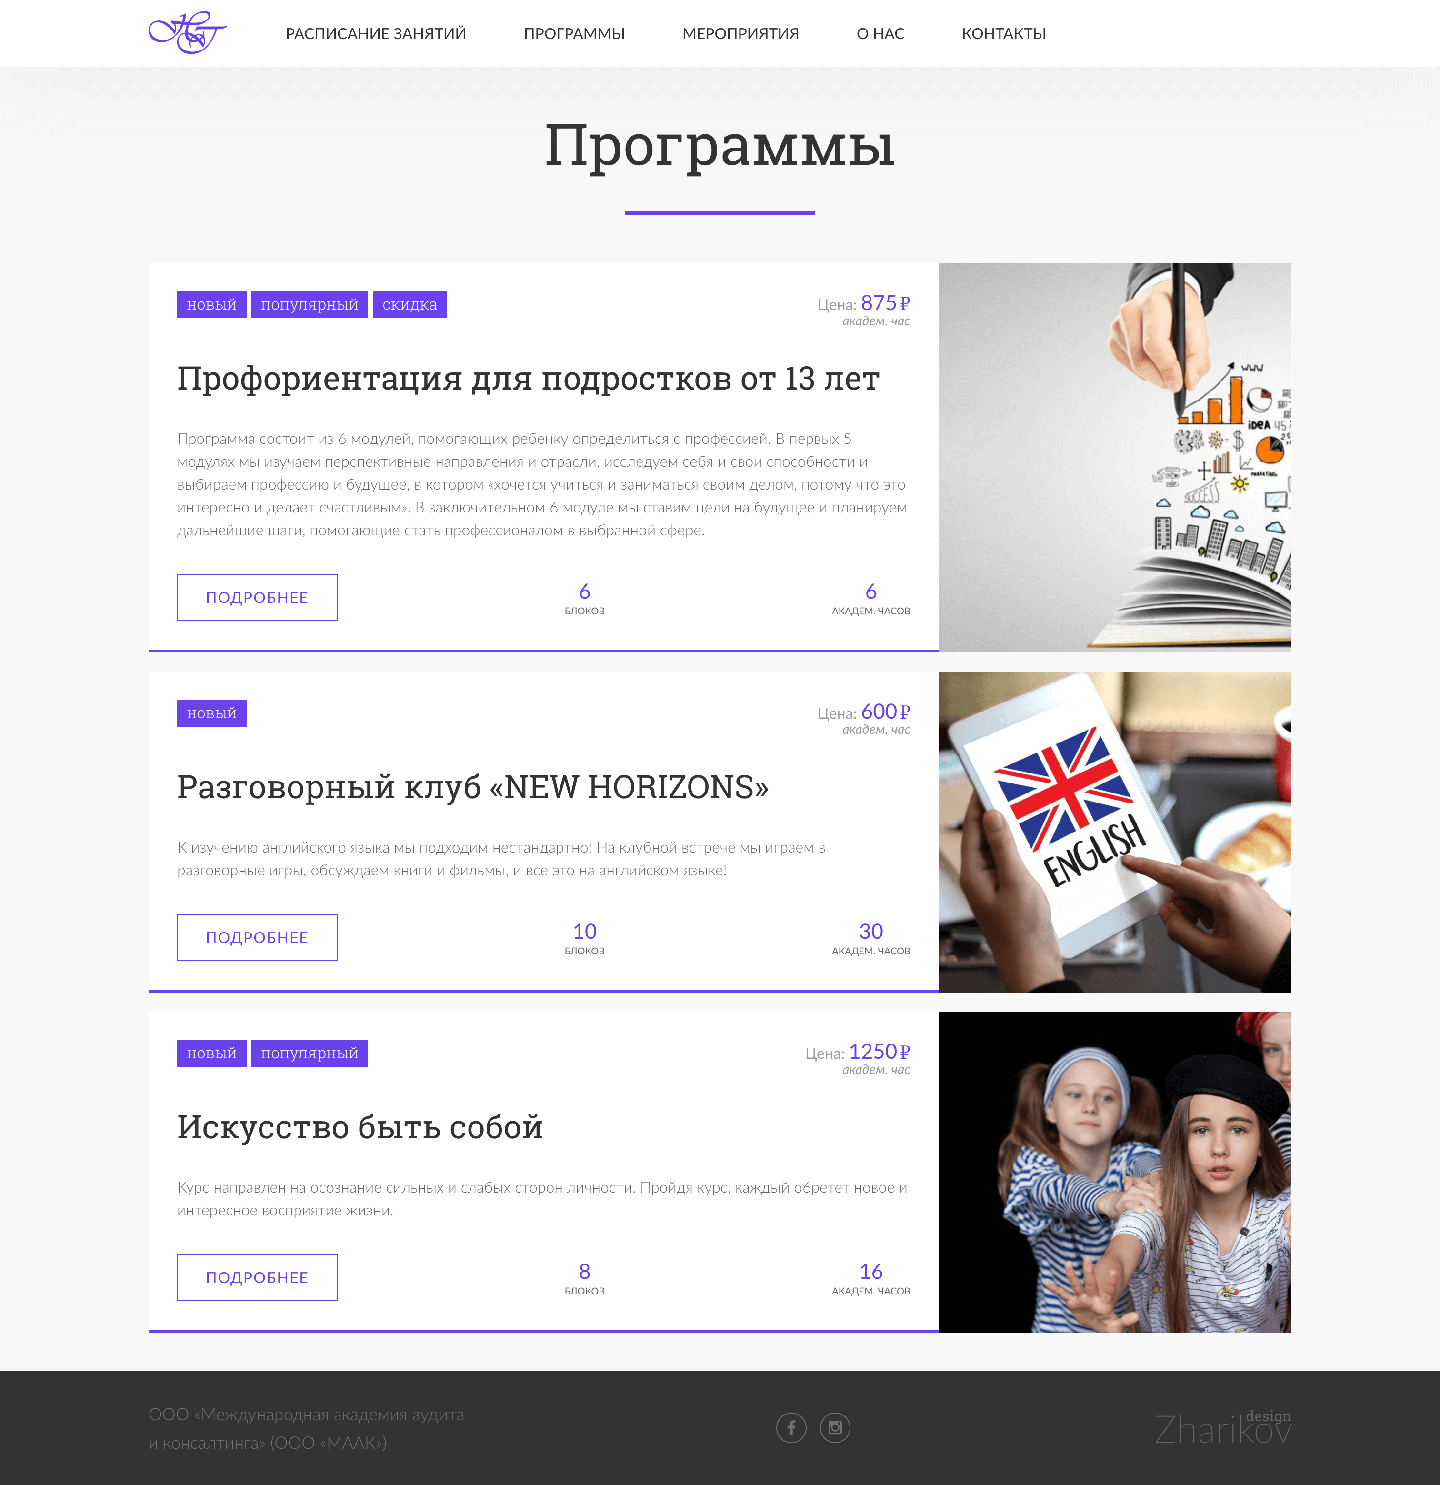 РАСПИСАНИЕ ЗАНЯТИЙ ПРОГРАММЫ МЕРОПРИЯТИЯ О НАС КОНТАКТЫ
Программы
новый популярный скидка
Цена: 875 ₽
академ. час
Профориентация для подростков от 13 лет
Программа состоит из 6 модулей, помогающих ребенку определиться с профессией. В первых 5
модулях мы изучаем перспективные направления и отрасли, исследуем себя и свои способности и
выбираем профессию и будущее, в котором «хочется учиться и заниматься своим делом, потому что это
интересно и делает счастливым». В заключительном 6 модуле мы ставим цели на будущее и планируем
дальнейшие шаги, помогающие стать профессионалом в выбранной сфере.
ПОДРОБНЕЕ
6
БЛОКОВ
6
АКАДЕМ. ЧАСОВ
IDEA 45
новый
Цена: 600 ₽
академ. час
Разговорный клуб «NEW HORIZONS»
К изучению английского языка мы подходим нестандартно! На клубной встрече мы играем в
разговорные игры, обсуждаем книги и фильмы, и все это на английском языке!
ПОДРОБНЕЕ
10
БЛОКОВ
30
АКАДЕМ. ЧАСОВ
ENGLISH
новый популярный
Цена: 1250 ₽
академ. час
Искусство быть собой
Курс направлен на осознание сильных и слабых сторон личности. Пройдя курс, каждый обретет новое и
интересное восприятие жизни.
ПОДРОБНЕЕ
8
БЛОКОВ
16
АКАДЕМ. ЧАСОВ
ООО «Международная академия аудита
и консалтинга» (ООО «МААК»)
design
Zharikov